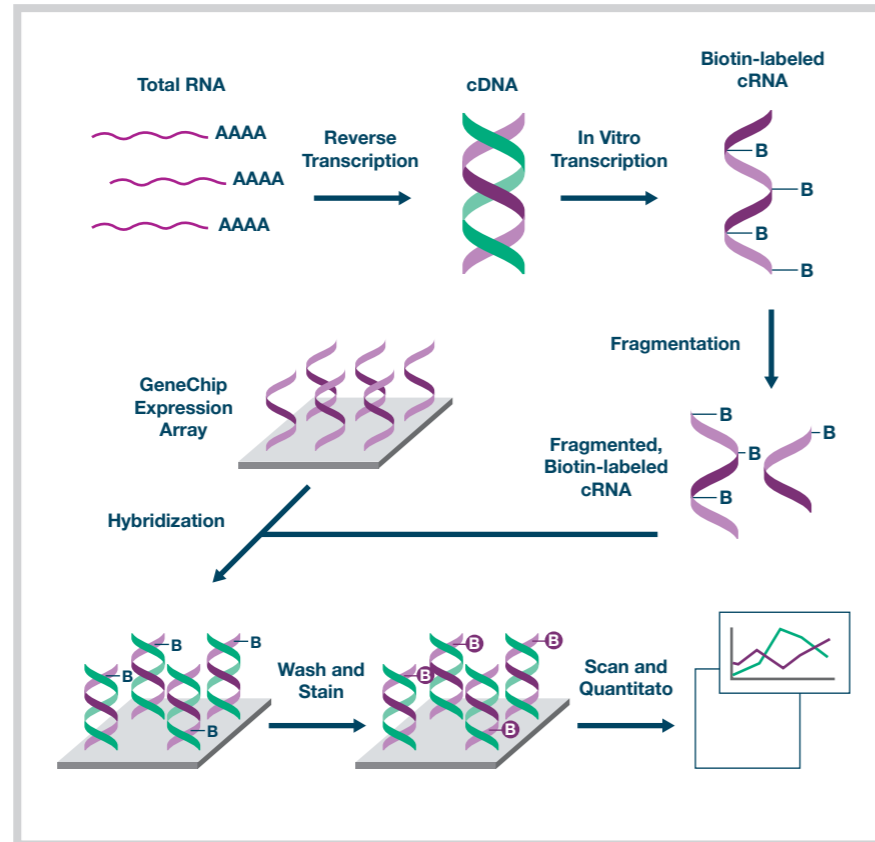 Total RNA
AAAA
AAAA
AAAA
Reverse
Transcription
cDNA
In Vitro
Transcription
Biotin-labeled
cRNA
B
B
B
B
Fragmentation
GeneChip
Expression
Array
Fragmented,
Biotin-labeled
cRNA
B
B
B
B
Hybridization
B
B
B
B
Wash and
Stain
B
B
B
B
Scan and
Quantitato